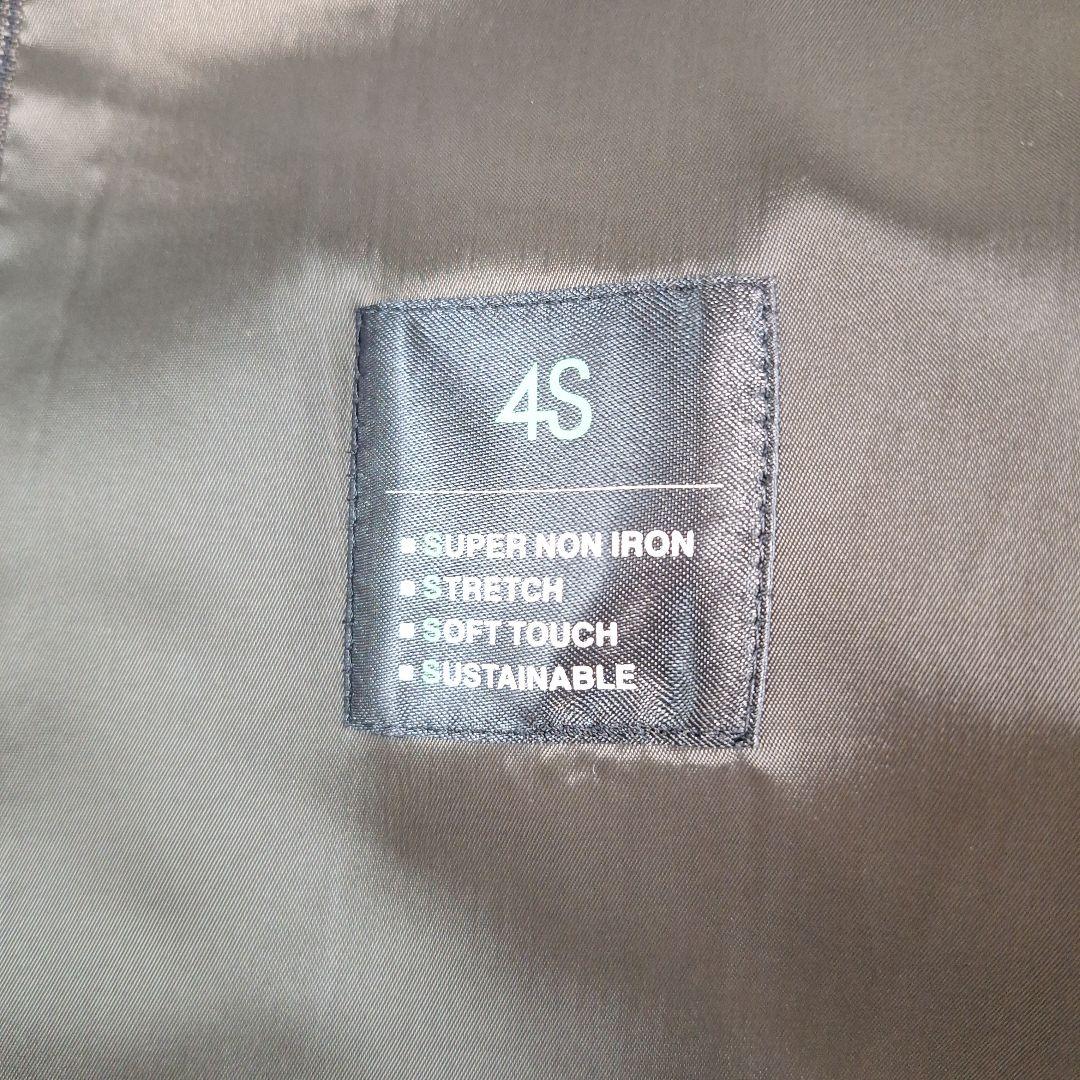 4S
▪ SUPER NON IRON
▪ STRETCH
▪ SOFT TOUCH
▪ SUSTAINABLE